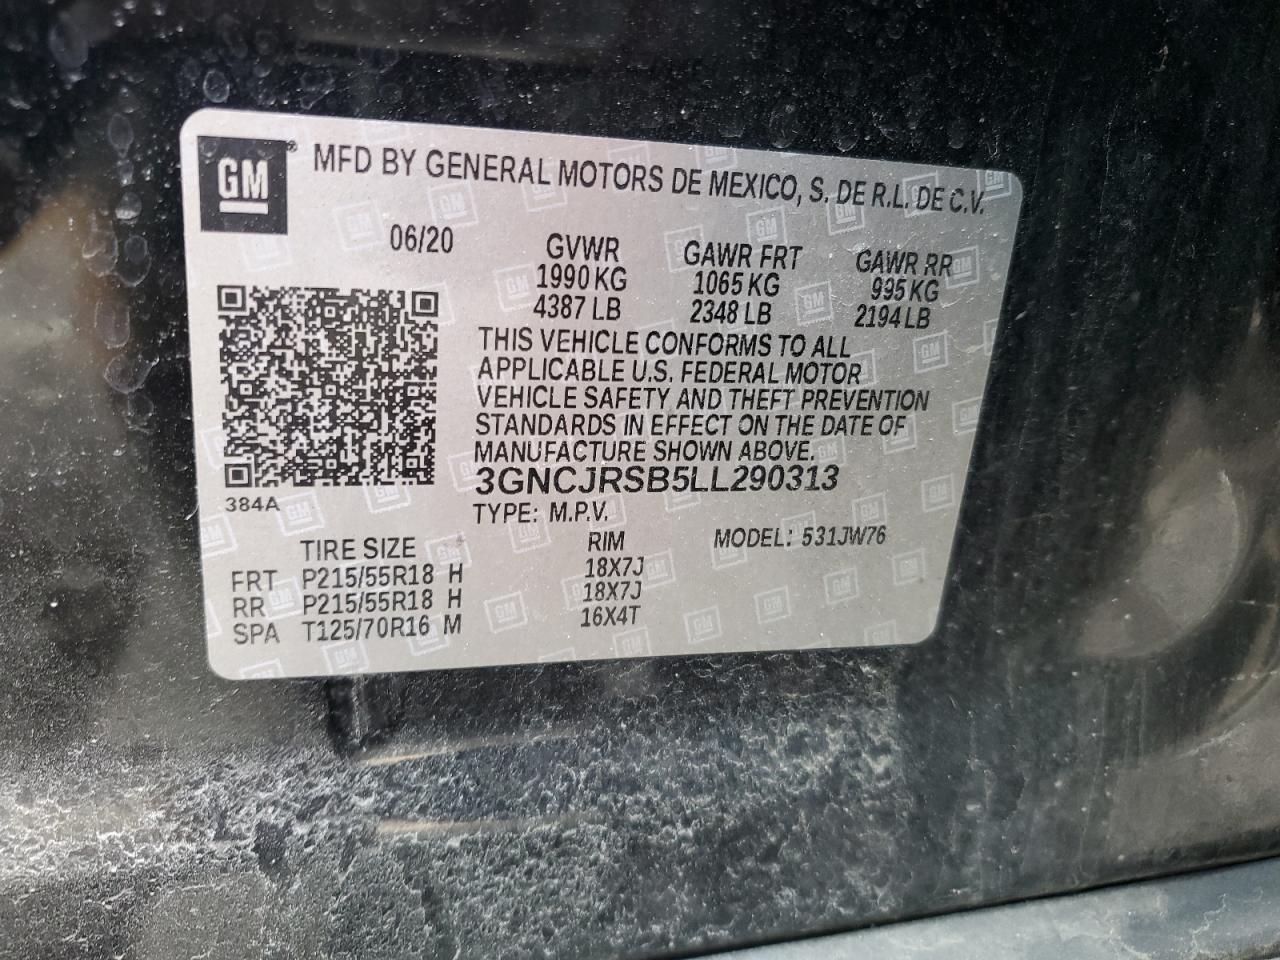 GM® MFD BY GENERAL MOTORS DE MEXICO, S. DE R.L. DE C.V.
06/20 GVWR GAWR FRT GAWR RR
1990 KG 1065 KG 995 KG
4387 LB 2348 LB 2194 LB
THIS VEHICLE CONFORMS TO ALL
APPLICABLE U.S. FEDERAL MOTOR
VEHICLE SAFETY AND THEFT PREVENTION
STANDARDS IN EFFECT ON THE DATE OF
MANUFACTURE SHOWN ABOVE.
3GNCJRSB5LL290313
384A
TYPE: M.P.V.
TIRE SIZE RIM MODEL: 531JW76
FRT P215/55R18 H 18X7J
RR P215/55R18 H 18X7J
SPA T125/70R16 M 16X4T